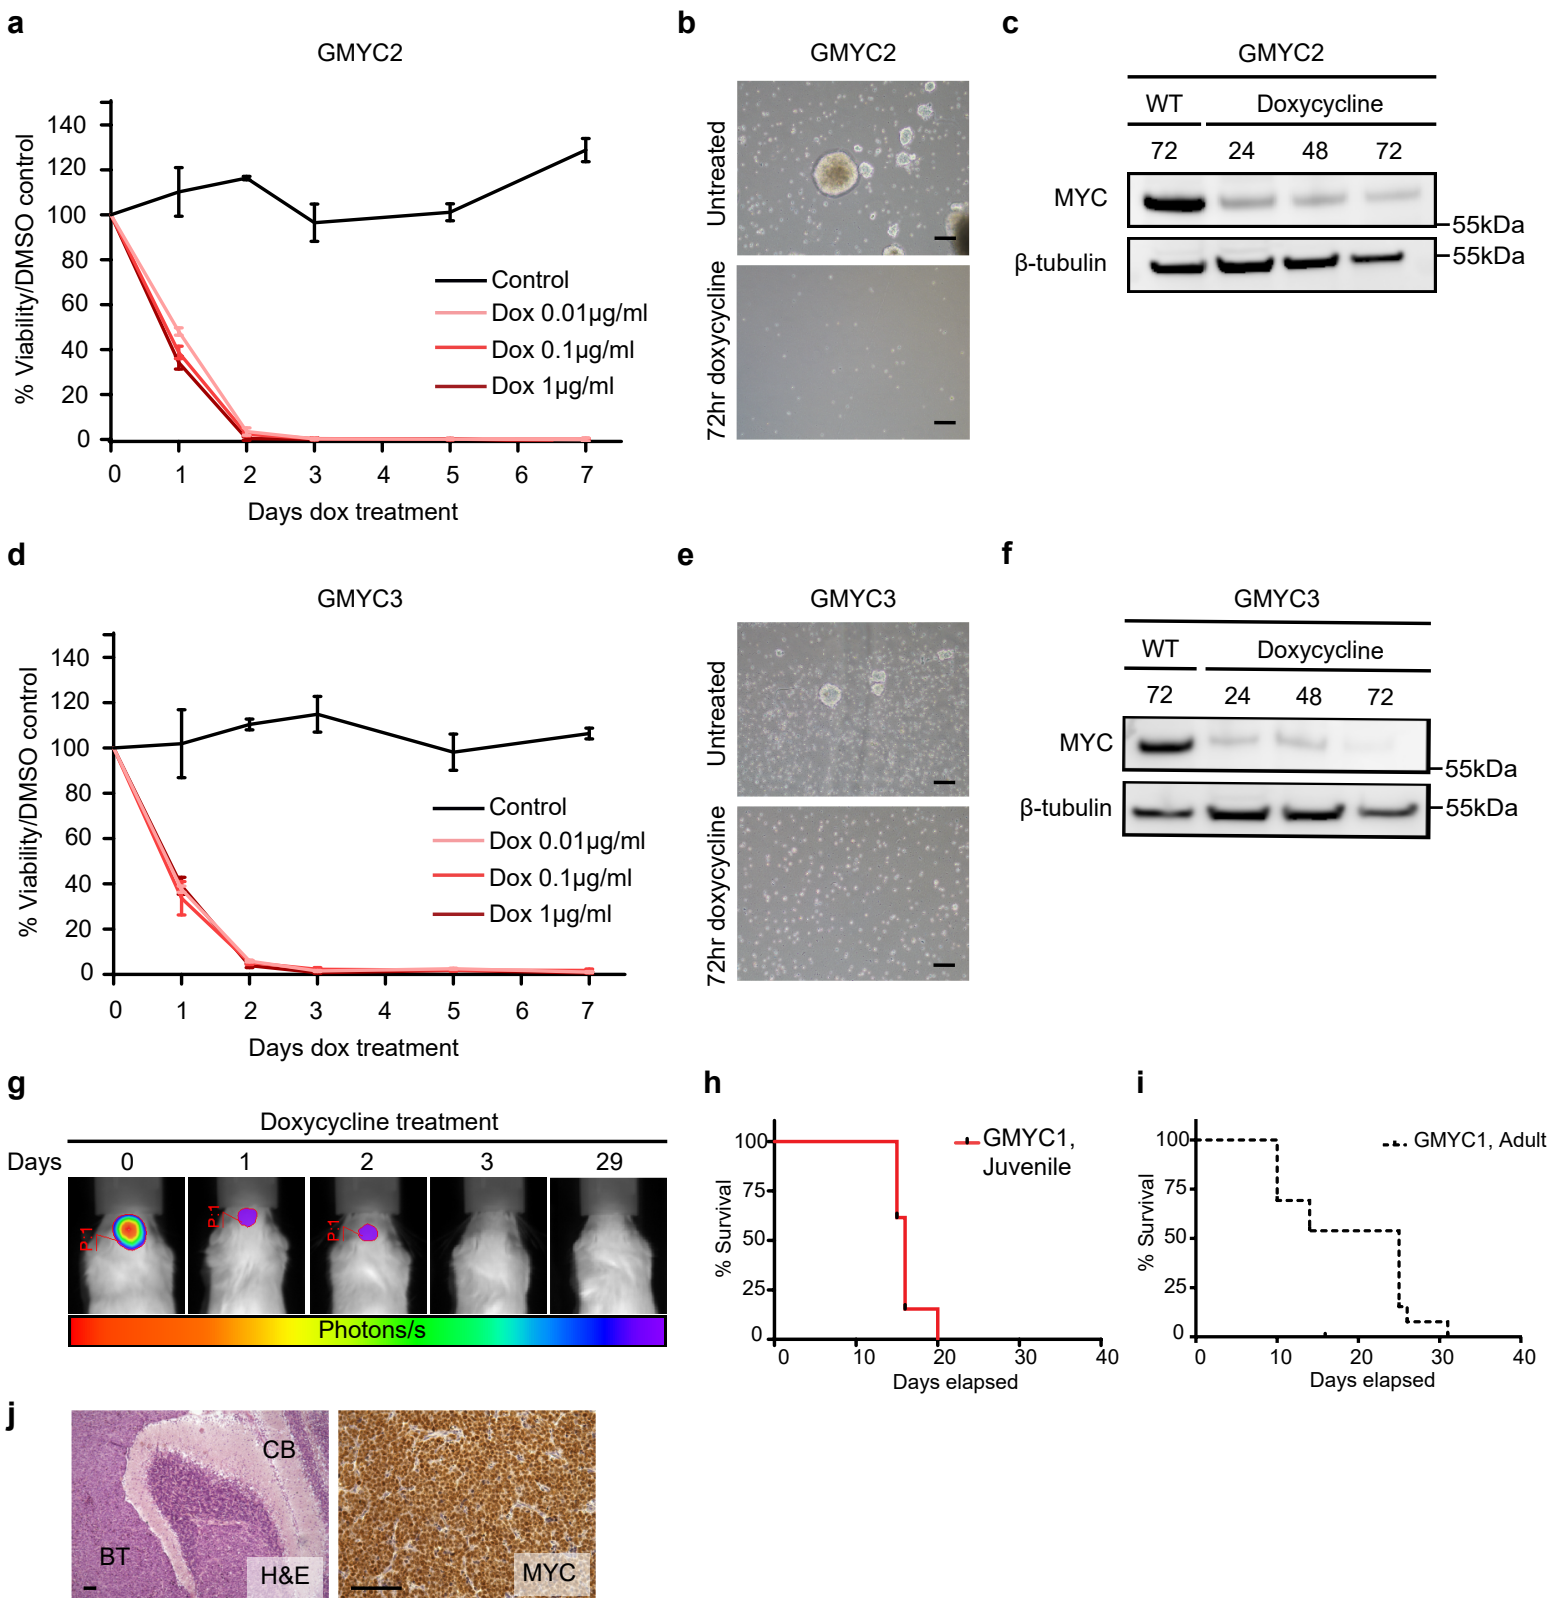 a
GMYC2
% Viability/DMSO control
140
120
100
80
60
40
20
0
Control
Dox 0.01µg/ml
Dox 0.1µg/ml
Dox 1µg/ml
0 1 2 3 4 5 6 7
Days dox treatment
b
GMYC2
Untreated
72hr doxycycline
c
GMYC2
WT Doxycycline
72 24 48 72
MYC
55kDa
β-tubulin
55kDa
d
GMYC3
% Viability/DMSO control
140
120
100
80
60
40
20
0
Control
Dox 0.01µg/ml
Dox 0.1µg/ml
Dox 1µg/ml
0 1 2 3 4 5 6 7
Days dox treatment
e
GMYC3
Untreated
72hr doxycycline
f
GMYC3
WT Doxycycline
72 24 48 72
MYC
55kDa
β-tubulin
55kDa
g
Doxycycline treatment
Days 0 1 2 3 29
P:1
P:1
P:1
Photons/s
h
% Survival
100
75
50
25
0
GMYC1,
Juvenile
0 10 20 30 40
Days elapsed
i
% Survival
100
75
50
25
0
GMYC1, Adult
0 10 20 30 40
Days elapsed
j
CB
BT
H&E
MYC